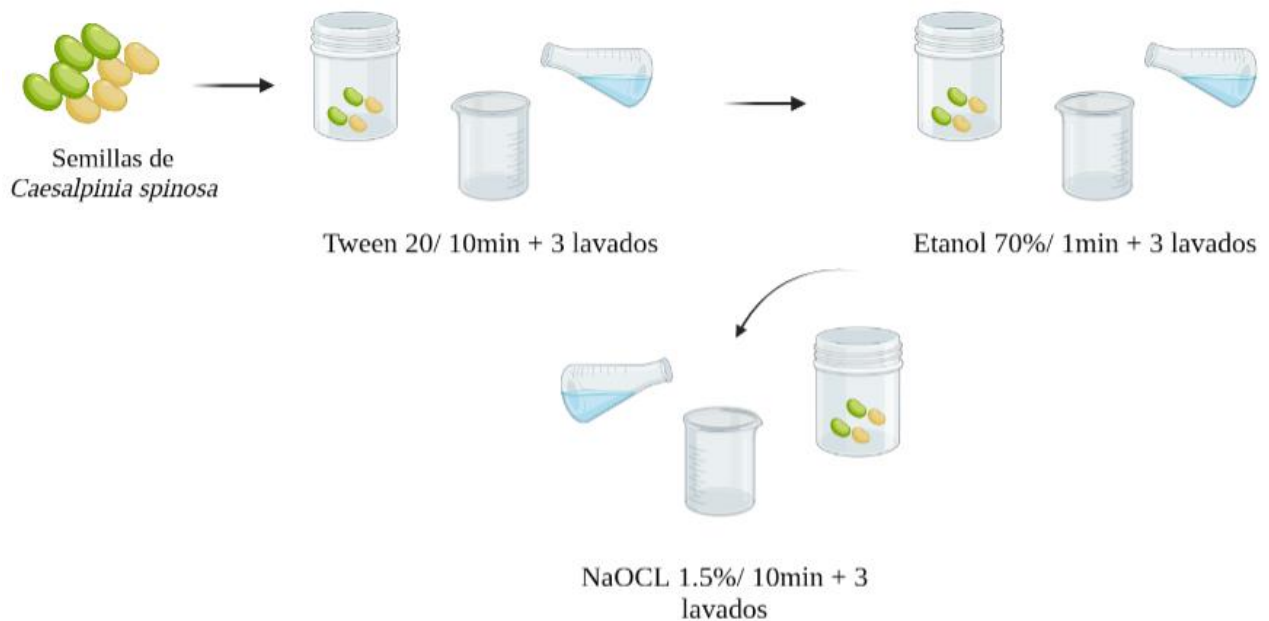 Semillas de
Caesalpinia spinosa
Tween 20/ 10min + 3 lavados
Etanol 70%/ 1min + 3 lavados
NaOCL 1.5%/ 10min + 3
lavados